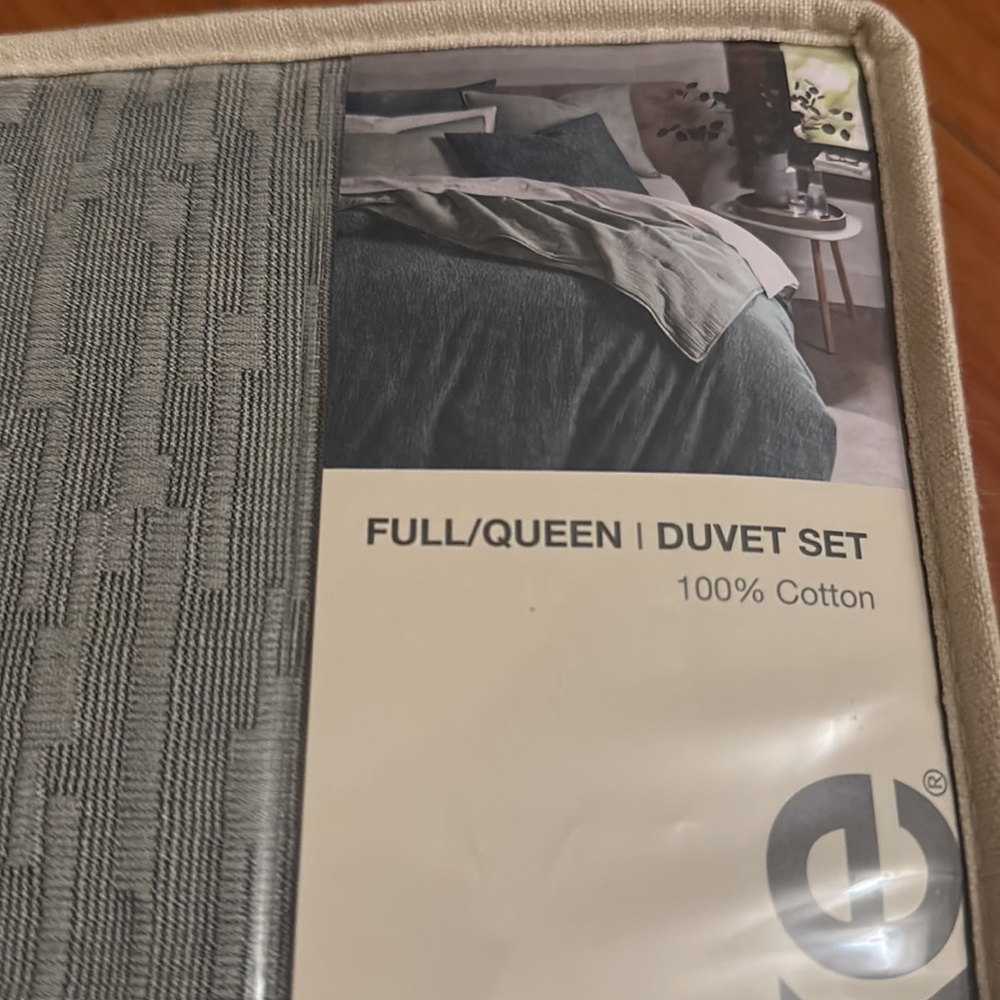 FULL/QUEEN | DUVET SET
100% Cotton
e®